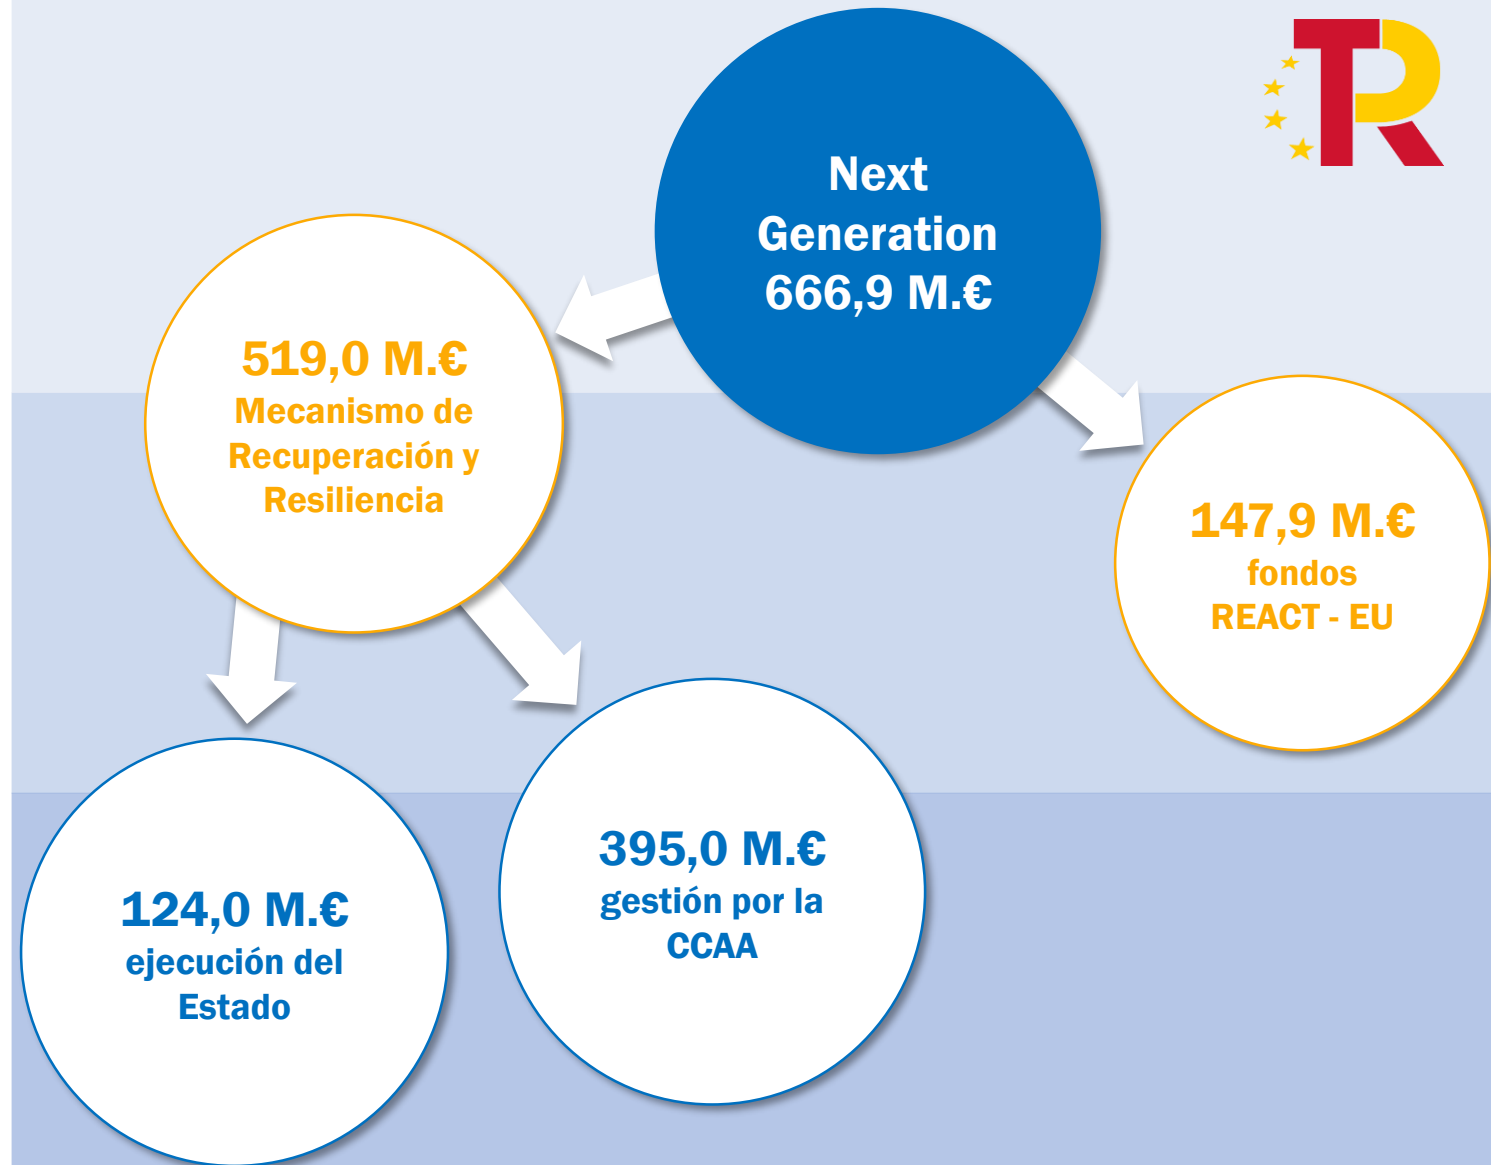 Next
Generation
666,9 M.€
519,0 M.€
Mecanismo de
Recuperación y
Resiliencia
147,9 M.€
fondos
REACT - EU
124,0 M.€
ejecución del
Estado
395,0 M.€
gestión por la
CCAA
TR